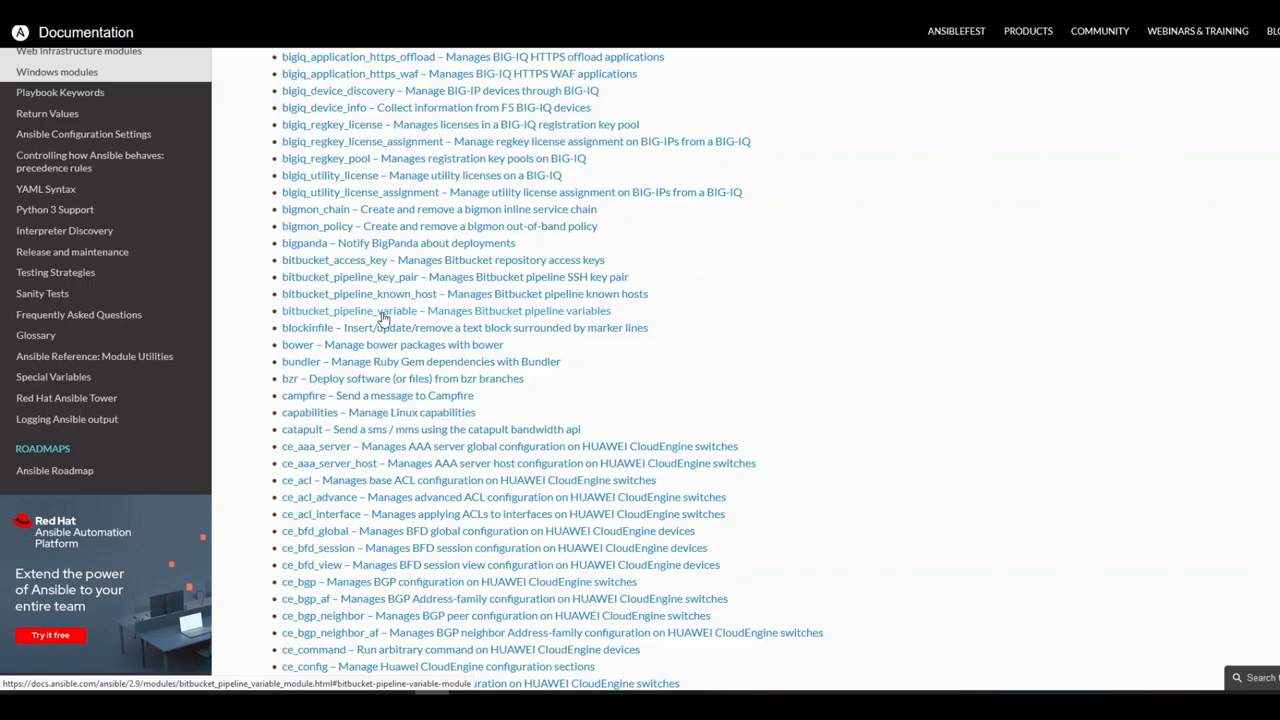 Documentation
ANSIBLEFEST
PRODUCTS
COMMUNITY
WEBINARS & TRAINING
Web Infrastructure modules
Windows modules
Playbook Keywords
Return Values
Ansible Configuration Settings
Controlling how Ansible behaves:
precedence rules
YAML Syntax
Python 3 Support
Interpreter Discovery
Release and maintenance
Testing Strategies
Sanity Tests
Frequently Asked Questions
Glossary
Ansible Reference: Module Utilities
Special Variables
Red Hat Ansible Tower
Logging Ansible output
ROADMAPS
Ansible Roadmap
Red Hat
Ansible Automation
Platform
Extend the power
of Ansible to your
entire team
Try it free
bigiq_application_https_offload – Manages BIG-IQ HTTPS offload applications
bigiq_application_https_waf – Manages BIG-IQ HTTPS WAF applications
bigiq_device_discovery – Manage BIG-IP devices through BIG-IQ
bigiq_device_info – Collect information from F5 BIG-IQ devices
bigiq_regkey_license – Manages licenses in a BIG-IQ registration key pool
bigiq_regkey_license_assignment – Manage regkey license assignment on BIG-IPs from a BIG-IQ
bigiq_regkey_pool – Manages registration key pools on BIG-IQ
bigiq_utility_license – Manage utility licenses on a BIG-IQ
bigiq_utility_license_assignment – Manage utility license assignment on BIG-IPs from a BIG-IQ
bigmon_chain – Create and remove a bigmon inline service chain
bigmon_policy – Create and remove a bigmon out-of-band policy
bigpanda – Notify BigPanda about deployments
bitbucket_access_key – Manages Bitbucket repository access keys
bitbucket_pipeline_key_pair – Manages Bitbucket pipeline SSH key pair
bitbucket_pipeline_known_host – Manages Bitbucket pipeline known hosts
bitbucket_pipeline_variable – Manages Bitbucket pipeline variables
blockinfile – Insert/update/remove a text block surrounded by marker lines
bower – Manage bower packages with bower
bundler – Manage Ruby Gem dependencies with Bundler
bzr – Deploy software (or files) from bzr branches
campfire – Send a message to Campfire
capabilities – Manage Linux capabilities
catapult – Send a sms / mms using the catapult bandwidth api
ce_aaa_server – Manages AAA server global configuration on HUAWEI CloudEngine switches
ce_aaa_server_host – Manages AAA server host configuration on HUAWEI CloudEngine switches
ce_acl – Manages base ACL configuration on HUAWEI CloudEngine switches
ce_acl_advance – Manages advanced ACL configuration on HUAWEI CloudEngine switches
ce_acl_interface – Manages applying ACLs to interfaces on HUAWEI CloudEngine switches
ce_bfd_global – Manages BFD global configuration on HUAWEI CloudEngine devices
ce_bfd_session – Manages BFD session configuration on HUAWEI CloudEngine devices
ce_bfd_view – Manages BFD session view configuration on HUAWEI CloudEngine devices
ce_bgp – Manages BGP configuration on HUAWEI CloudEngine switches
ce_bgp_af – Manages BGP Address-family configuration on HUAWEI CloudEngine switches
ce_bgp_neighbor – Manages BGP peer configuration on HUAWEI CloudEngine switches
ce_bgp_neighbor_af – Manages BGP neighbor Address-family configuration on HUAWEI CloudEngine switches
ce_command – Run arbitrary command on HUAWEI CloudEngine devices
ce_config – Manage Huawei CloudEngine configuration sections
on HUAWEI CloudEngine switches
Search
https://docs.ansible.com/ansible/2.9/modules/bitbucket_pipeline_variable_module.html#bitbucket-pipeline-variable-module